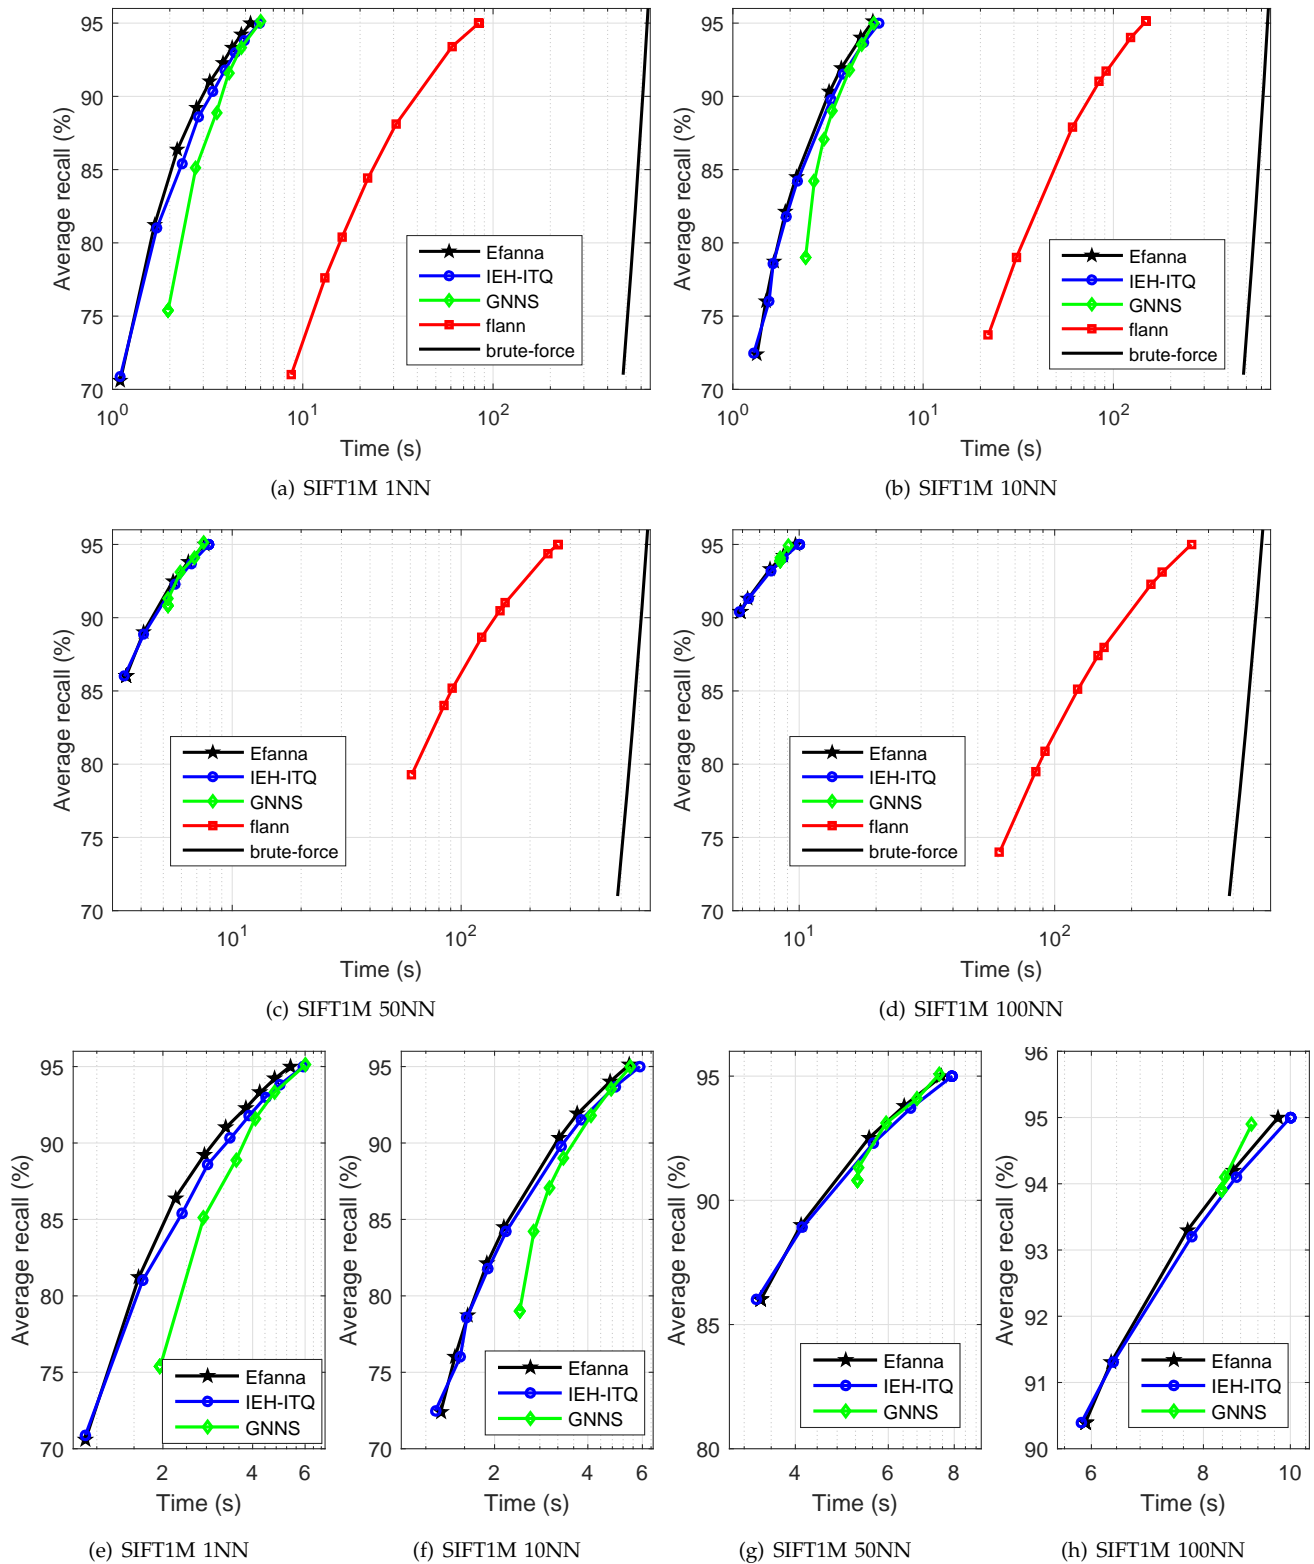 95
90
85
80
75
70
Average recall (%)
10^0
10^1
10^2
Time (s)
Efanna
IEH-ITQ
GNNS
flann
brute-force
(a) SIFT1M 1NN
95
90
85
80
75
70
Average recall (%)
10^0
10^1
10^2
Time (s)
Efanna
IEH-ITQ
GNNS
flann
brute-force
(b) SIFT1M 10NN
95
90
85
80
75
70
Average recall (%)
10^1
10^2
Time (s)
Efanna
IEH-ITQ
GNNS
flann
brute-force
(c) SIFT1M 50NN
95
90
85
80
75
70
Average recall (%)
10^1
10^2
Time (s)
Efanna
IEH-ITQ
GNNS
flann
brute-force
(d) SIFT1M 100NN
95
90
85
80
75
70
Average recall (%)
2
4
6
Time (s)
Efanna
IEH-ITQ
GNNS
(e) SIFT1M 1NN
95
90
85
80
75
70
Average recall (%)
2
4
6
Time (s)
Efanna
IEH-ITQ
GNNS
(f) SIFT1M 10NN
95
90
85
80
Average recall (%)
4
6
8
Time (s)
Efanna
IEH-ITQ
GNNS
(g) SIFT1M 50NN
96
95
94
93
92
91
90
Average recall (%)
6
8
10
Time (s)
Efanna
IEH-ITQ
GNNS
(h) SIFT1M 100NN